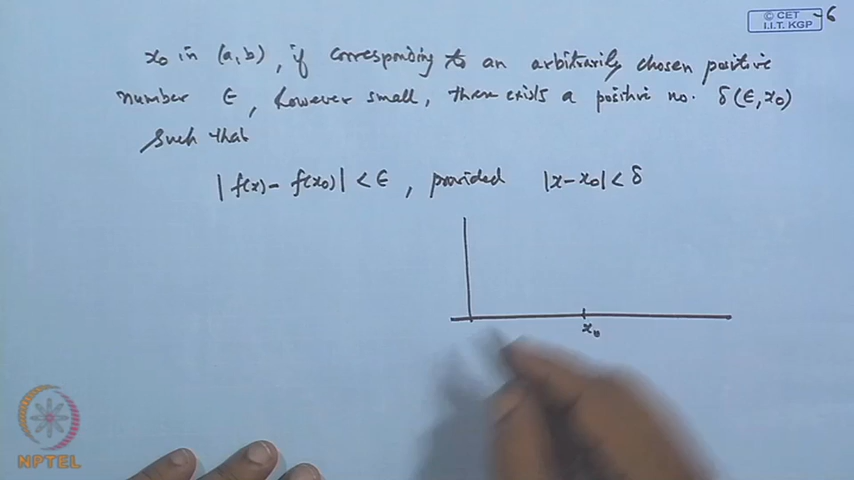 © CET
I.I.T. KGP
-6
x₀ in (a, b), if corresponding to an arbitrarily chosen positive
number ε, however small, there exists a positive no. δ(ε, x₀)
such that
|f(x) - f(x₀)| < ε, provided |x - x₀| < δ
x₀
NPTEL